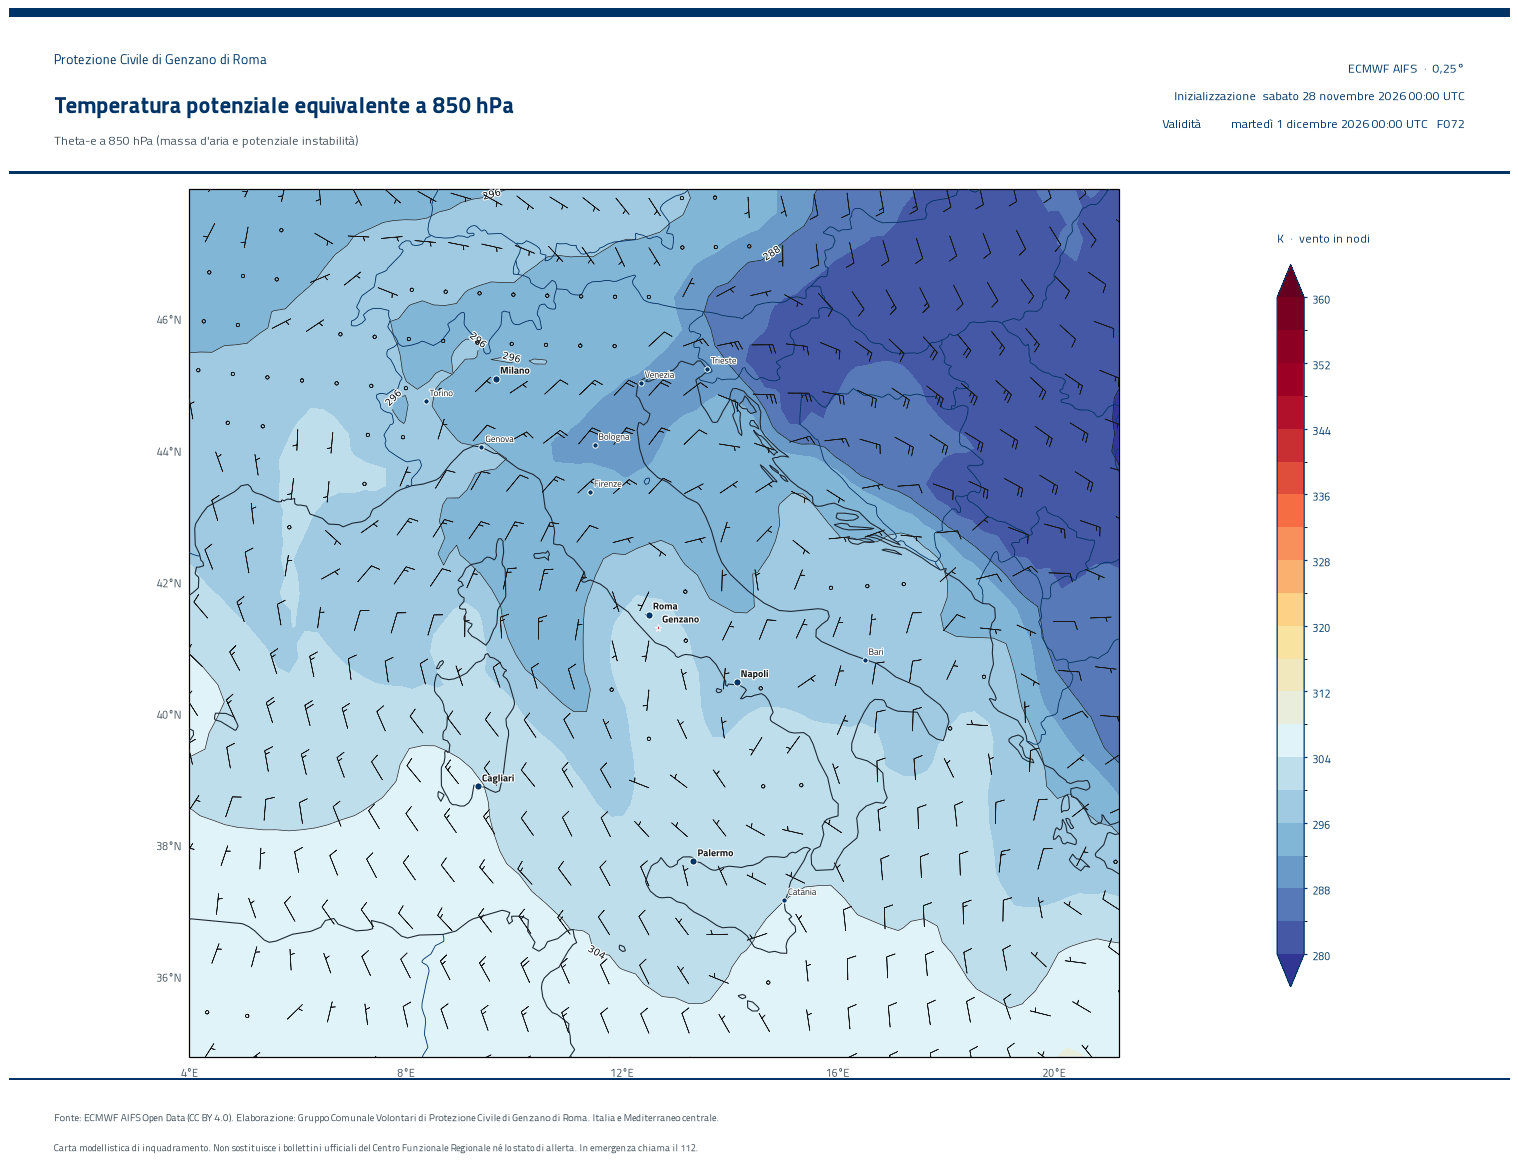 Protezione Civile di Genzano di Roma
Temperatura potenziale equivalente a 850 hPa
Theta-e a 850 hPa (massa d'aria e potenziale instabilità)
ECMWF AIFS · 0,25°
Inizializzazione sabato 28 novembre 2026 00:00 UTC
Validità martedì 1 dicembre 2026 00:00 UTC F072
K · vento in nodi
360
352
344
336
328
320
312
304
296
288
280
46°N
44°N
42°N
40°N
38°N
36°N
4°E
8°E
12°E
16°E
20°E
296
288
296
296
296
304
Milano
Torino
Venezia
Trieste
Genova
Bologna
Firenze
Roma
Genzano
Napoli
Bari
Cagliari
Palermo
Catania
Fonte: ECMWF AIFS Open Data (CC BY 4.0). Elaborazione: Gruppo Comunale Volontari di Protezione Civile di Genzano di Roma. Italia e Mediterraneo centrale.
Carta modellistica di inquadramento. Non sostituisce i bollettini ufficiali del Centro Funzionale Regionale né lo stato di allerta. In emergenza chiama il 112.